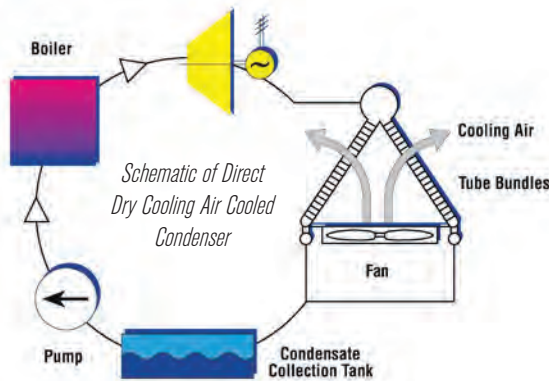 Boiler
Cooling Air
Schematic of Direct
Dry Cooling Air Cooled
Condenser
Tube Bundles
Fan
Pump
Condensate
Collection Tank